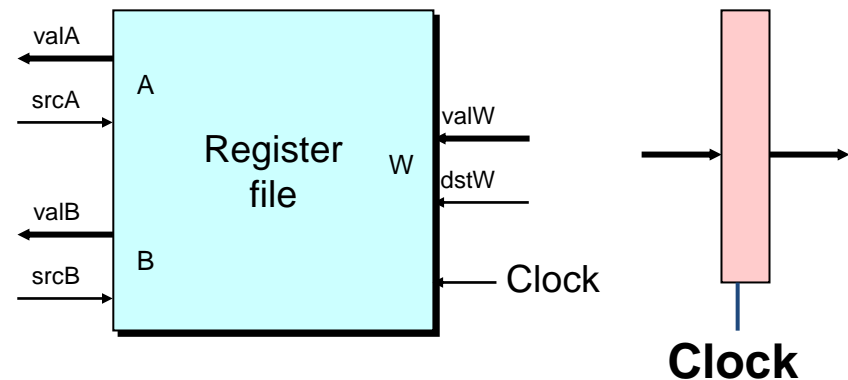 valA
A
srcA
valW
Register
file
W
dstW
valB
B
srcB
Clock
Clock